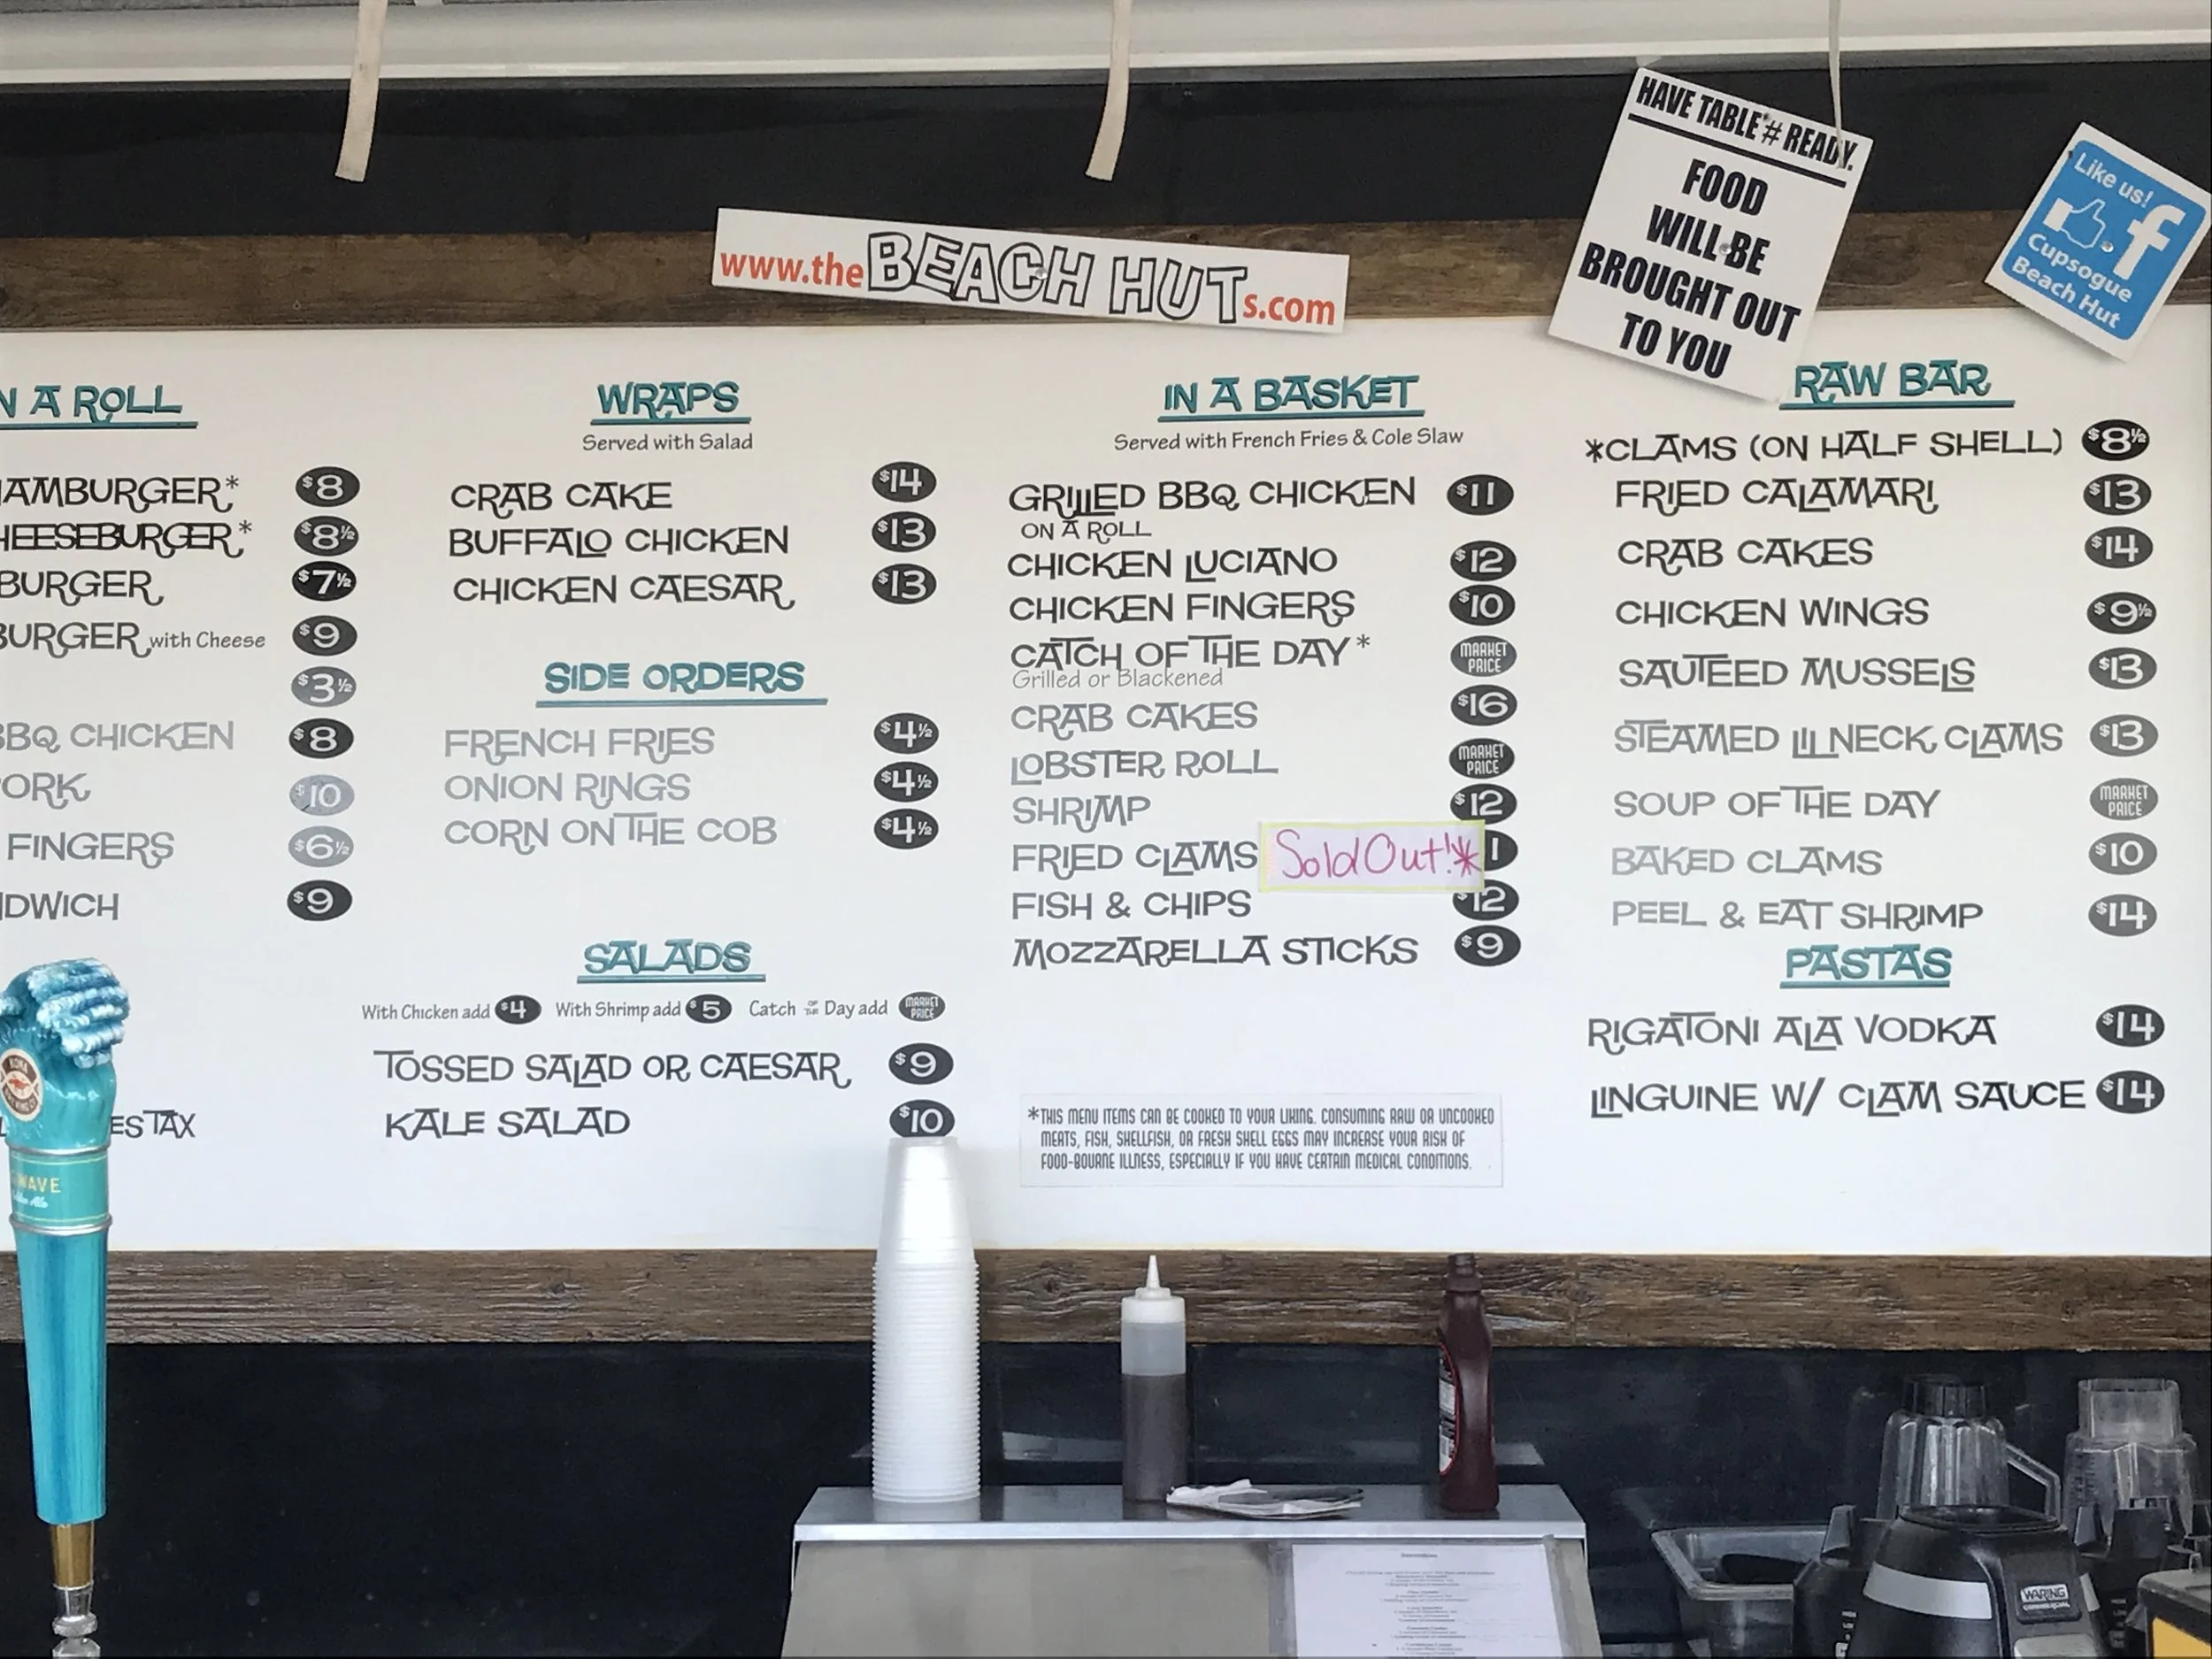 HAVE TABLE # READY.
FOOD
WILL BE
BROUGHT OUT
TO YOU
Like us!
f
Cupsogue
Beach Hut
www.theBEACH HUTs.com
N A ROLL
AMBURGER* $8
HEESEBURGER* $8½
BURGER $7½
BURGER with Cheese $9
$3½
BBQ CHICKEN $8
ORK $10
FINGERS $6½
DWICH $9
ES TAX
WAVE
WRAPS
Served with Salad
CRAB CAKE $14
BUFFALO CHICKEN $13
CHICKEN CAESAR $13
SIDE ORDERS
FRENCH FRIES $4½
ONION RINGS $4½
CORN ON THE COB $4½
SALADS
With Chicken add $4 With Shrimp add $5 Catch OF THE Day add MARKET PRICE
TOSSED SALAD OR CAESAR $9
KALE SALAD $10
IN A BASKET
Served with French Fries & Cole Slaw
GRILLED BBQ CHICKEN $11
ON A ROLL
CHICKEN LUCIANO $12
CHICKEN FINGERS $10
CATCH OF THE DAY* MARKET PRICE
Grilled or Blackened
CRAB CAKES $16
LOBSTER ROLL MARKET PRICE
SHRIMP $12
FRIED CLAMS Sold Out!* 1
FISH & CHIPS $12
MOZZARELLA STICKS $9
*THIS MENU ITEMS CAN BE COOKED TO YOUR LIKING. CONSUMING RAW OR UNCOOKED
MEATS, FISH, SHELLFISH, OR FRESH SHELL EGGS MAY INCREASE YOUR RISK OF
FOOD-BOURNE ILLNESS, ESPECIALLY IF YOU HAVE CERTAIN MEDICAL CONDITIONS.
RAW BAR
*CLAMS (ON HALF SHELL) $8½
FRIED CALAMARI $13
CRAB CAKES $14
CHICKEN WINGS $9½
SAUTEED MUSSELS $13
STEAMED LIL NECK CLAMS $13
SOUP OF THE DAY MARKET PRICE
BAKED CLAMS $10
PEEL & EAT SHRIMP $14
PASTAS
RIGATONI ALA VODKA $14
LINGUINE W/ CLAM SAUCE $14
WARING
COMMERCIAL